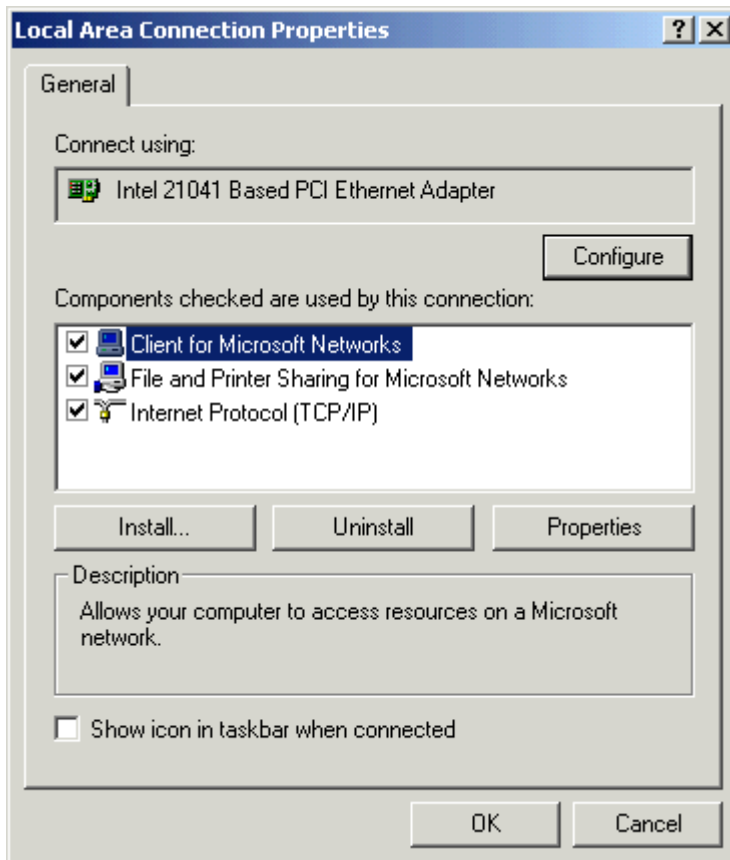 Local Area Connection Properties
General
Connect using:
Intel 21041 Based PCI Ethernet Adapter
Configure
Components checked are used by this connection:
Client for Microsoft Networks
File and Printer Sharing for Microsoft Networks
Internet Protocol (TCP/IP)
Install...
Uninstall
Properties
Description
Allows your computer to access resources on a Microsoft
network.
Show icon in taskbar when connected
OK
Cancel